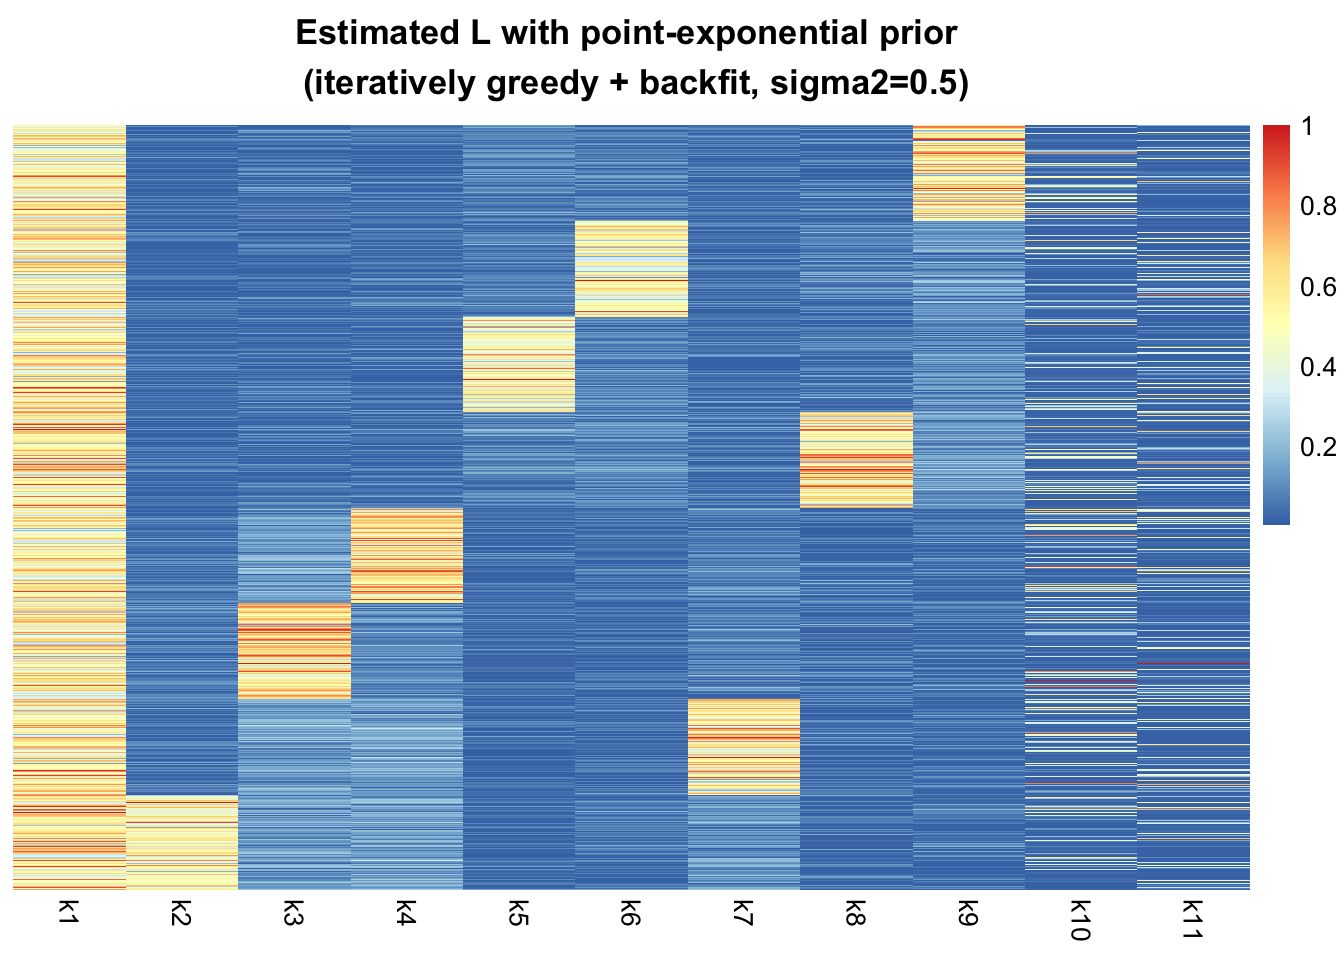 Estimated L with point-exponential prior
(iteratively greedy + backfit, sigma2=0.5)
1
0.8
0.6
0.4
0.2
k1
k2
k3
k4
k5
k6
k7
k8
k9
k10
k11